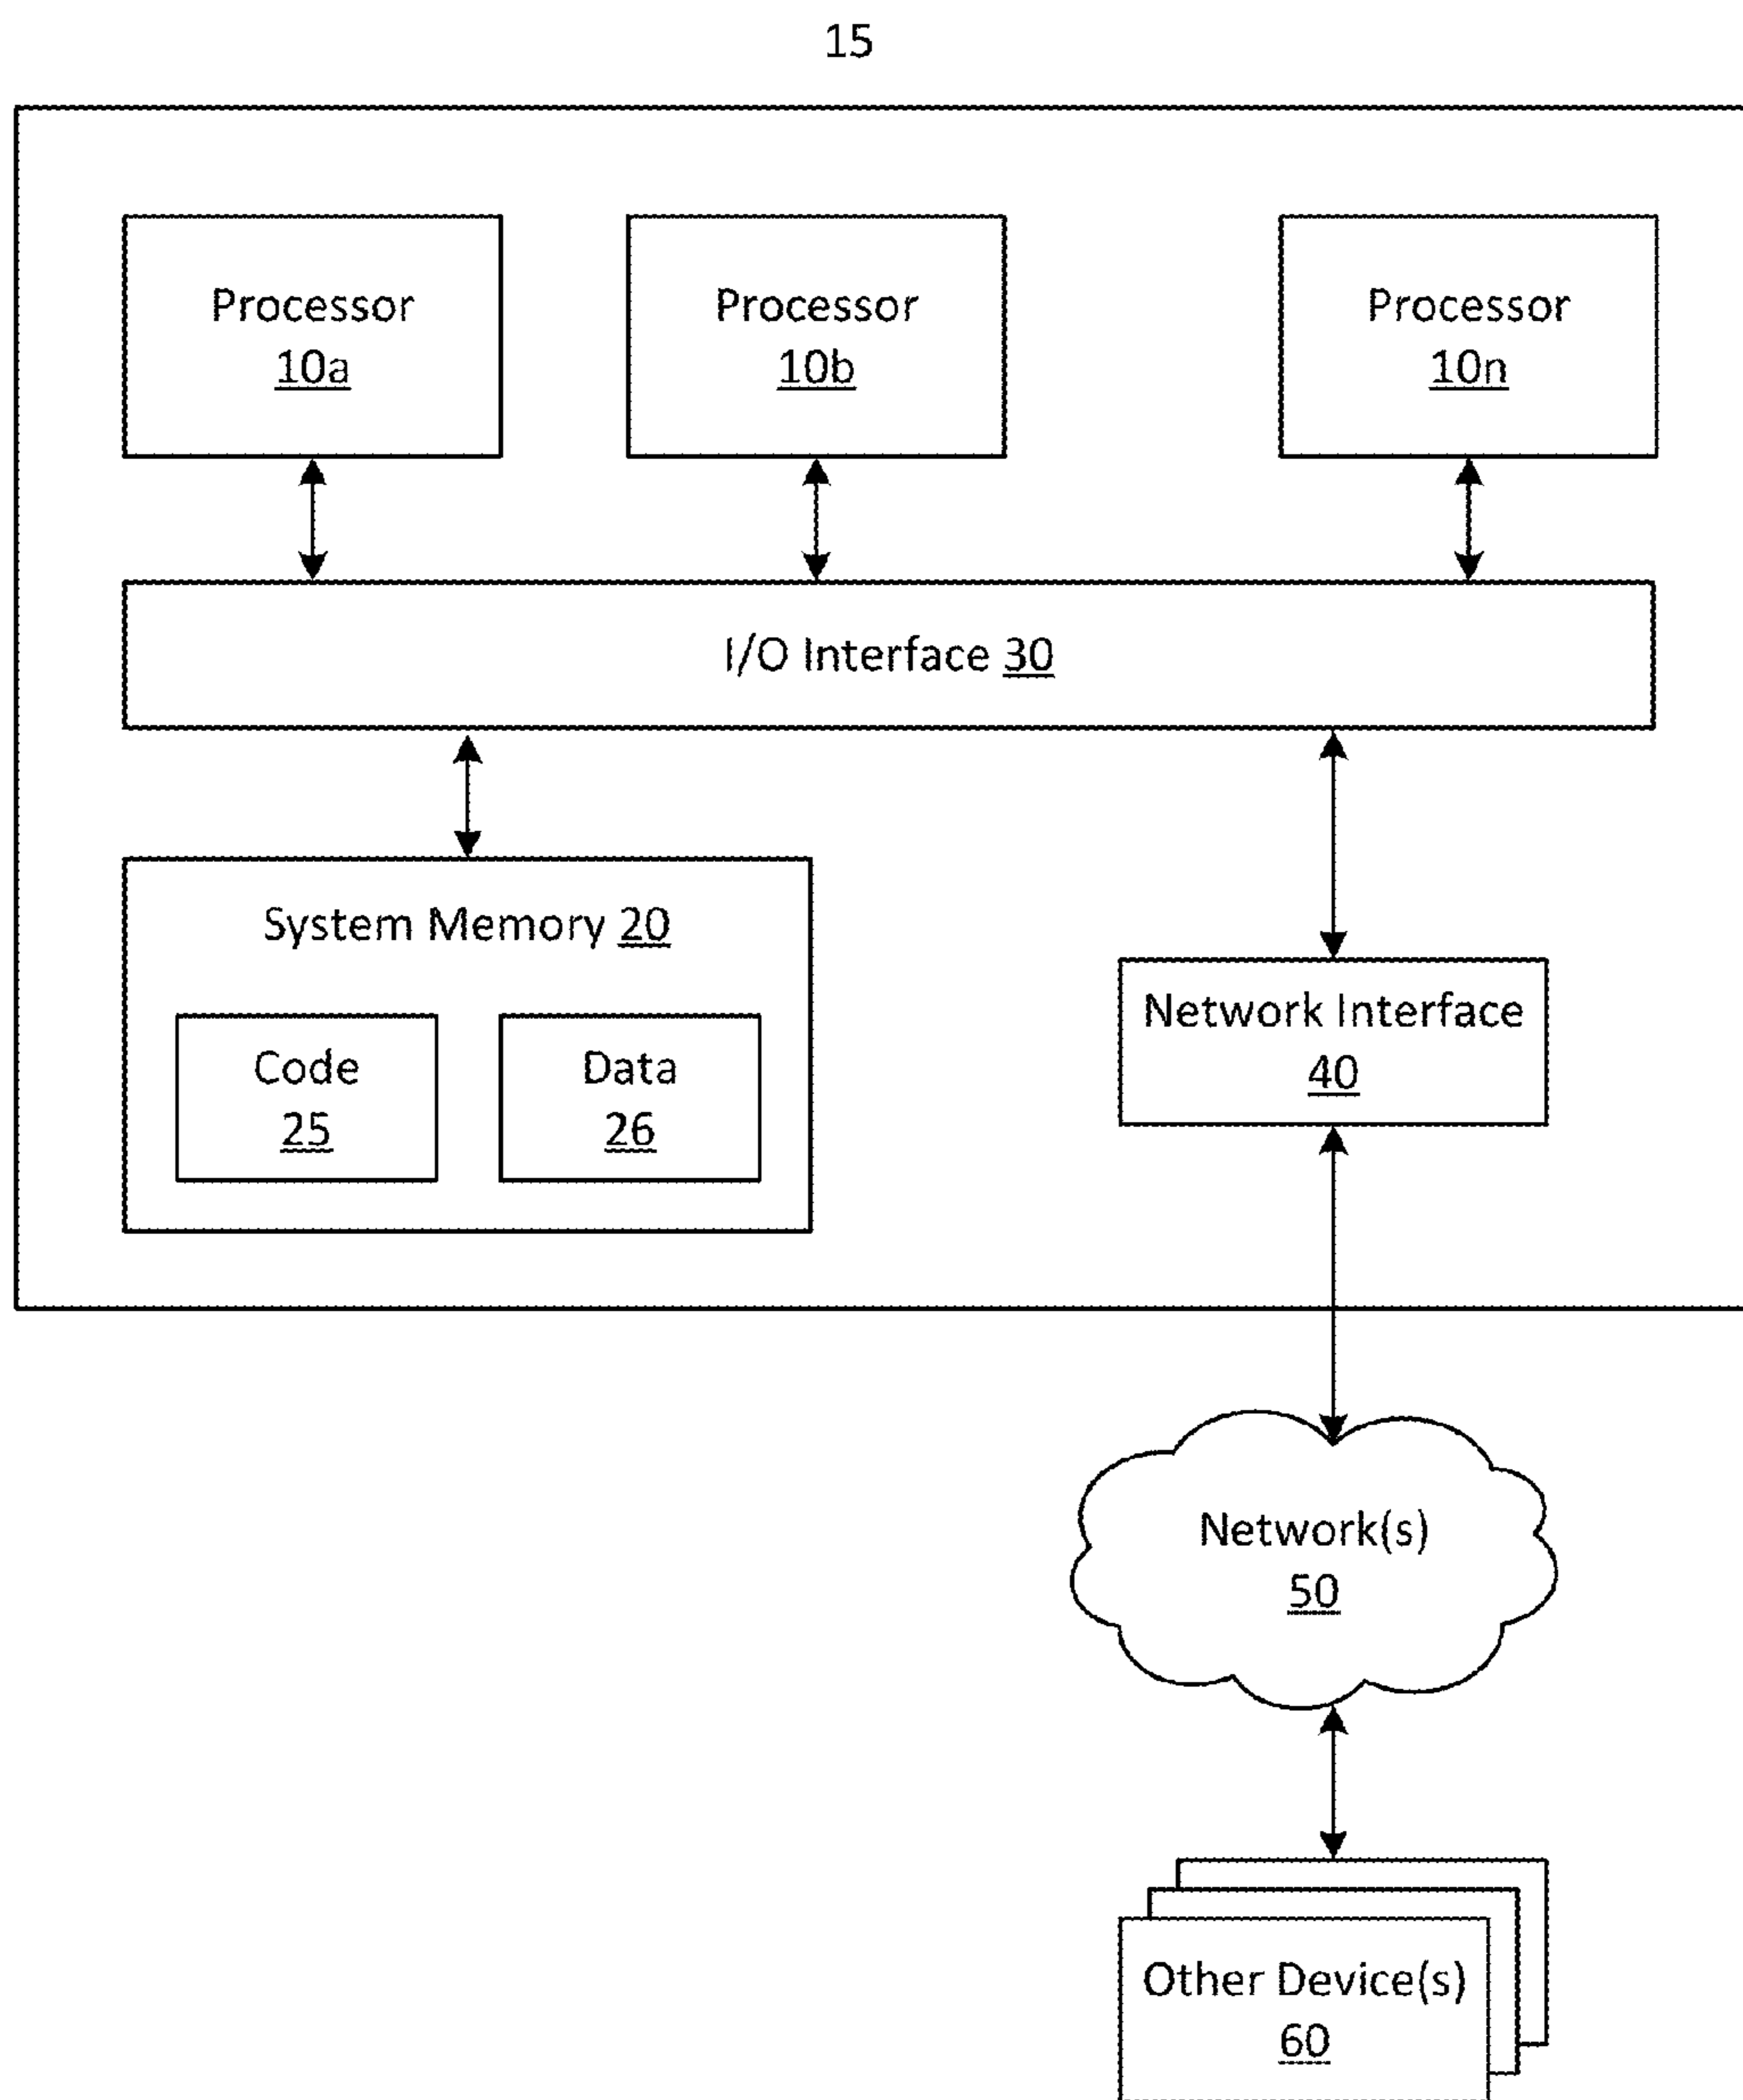 15
Processor
10a
Processor
10b
Processor
10n
I/O Interface 30
System Memory 20
Code
25
Data
26
Network Interface
40
Network(s)
50
Other Device(s)
60